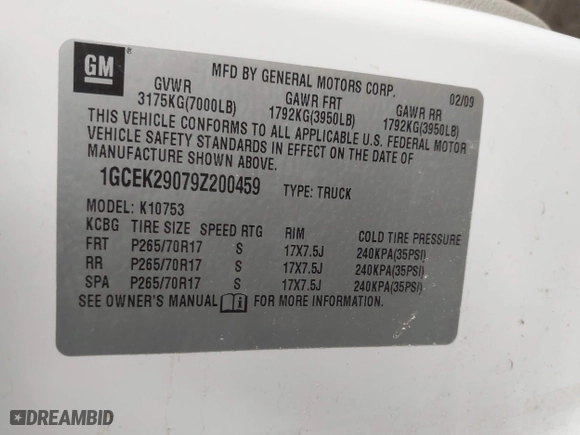 GM
MFD BY GENERAL MOTORS CORP. 02/09
GVWR GAWR FRT GAWR RR
3175KG(7000LB) 1792KG(3950LB) 1792KG(3950LB)
THIS VEHICLE CONFORMS TO ALL APPLICABLE U.S. FEDERAL MOTOR
VEHICLE SAFETY STANDARDS IN EFFECT ON THE DATE OF
MANUFACTURE SHOWN ABOVE.
1GCEK29079Z200459 TYPE: TRUCK
MODEL: K10753
KCBG TIRE SIZE SPEED RTG RIM COLD TIRE PRESSURE
FRT P265/70R17 S 17X7.5J 240KPA(35PSI)
RR P265/70R17 S 17X7.5J 240KPA(35PSI)
SPA P265/70R17 S 17X7.5J 240KPA(35PSI)
SEE OWNER'S MANUAL i FOR MORE INFORMATION.
DREAMBID